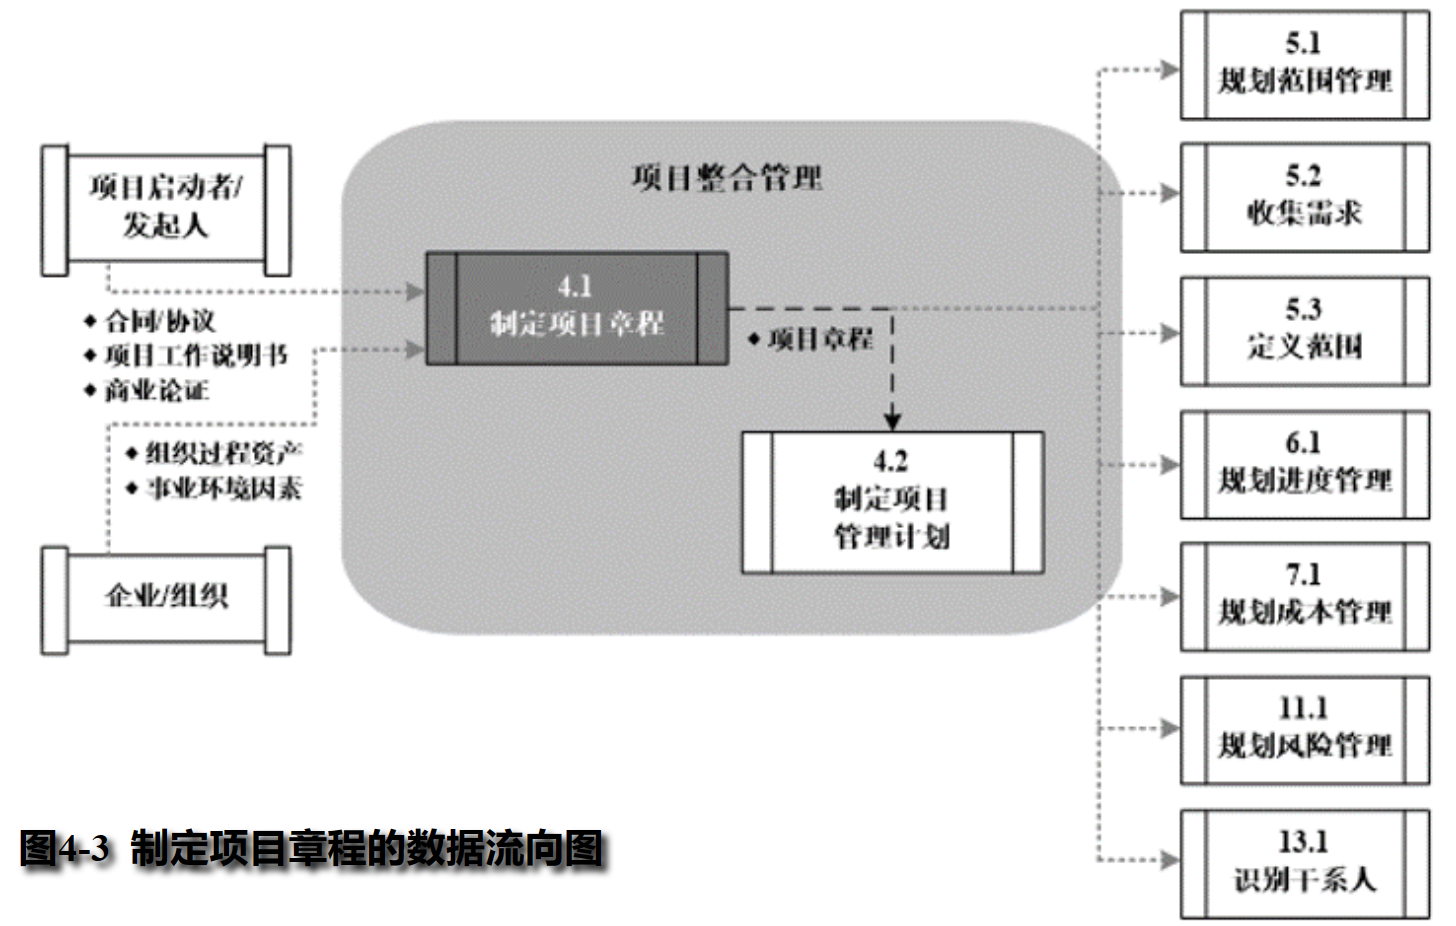 项目启动者/
发起人
合同/协议
项目工作说明书
商业论证
组织过程资产
事业环境因素
企业/组织
项目整合管理
4.1
制定项目章程
项目章程
4.2
制定项目
管理计划
5.1
规划范围管理
5.2
收集需求
5.3
定义范围
6.1
规划进度管理
7.1
规划成本管理
11.1
规划风险管理
13.1
识别干系人
图4-3 制定项目章程的数据流向图